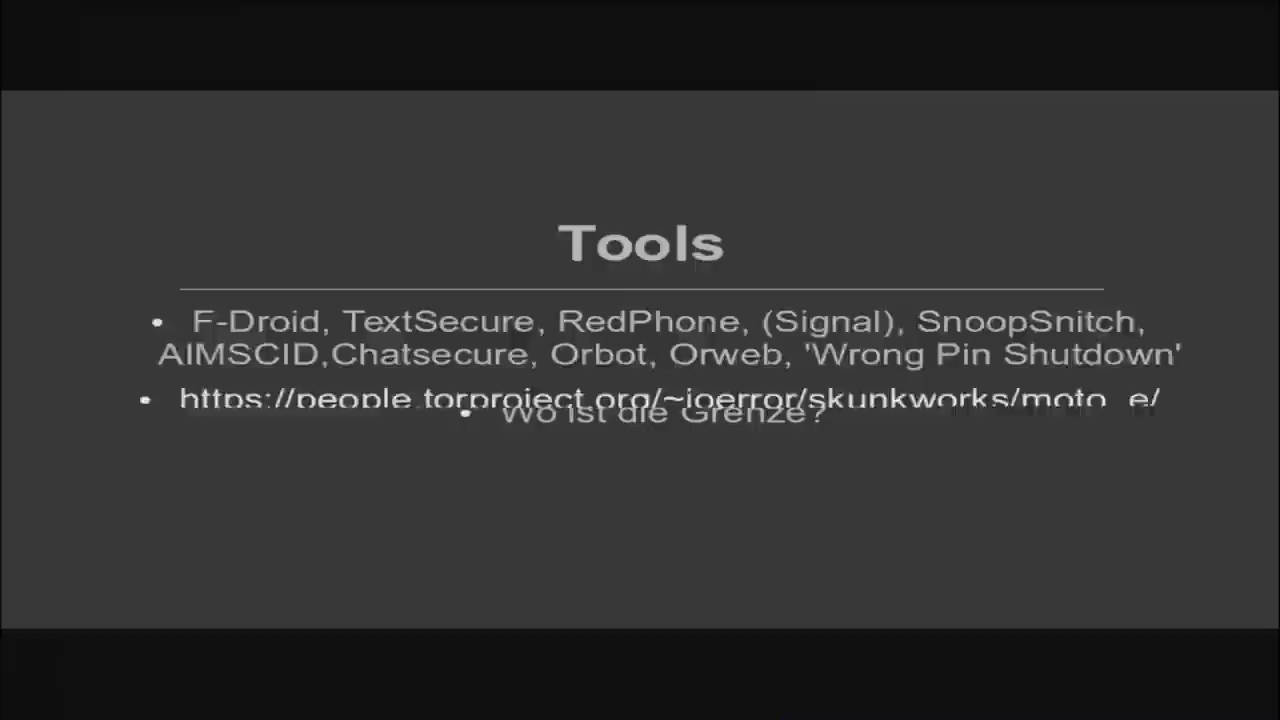 Tools
• F-Droid, TextSecure, RedPhone, (Signal), SnoopSnitch,
AIMSCID,Chatsecure, Orbot, Orweb, 'Wrong Pin Shutdown'
• https://people.torproject.org/~ioerror/skunkworks/moto_e/
• Wo ist die Grenze?